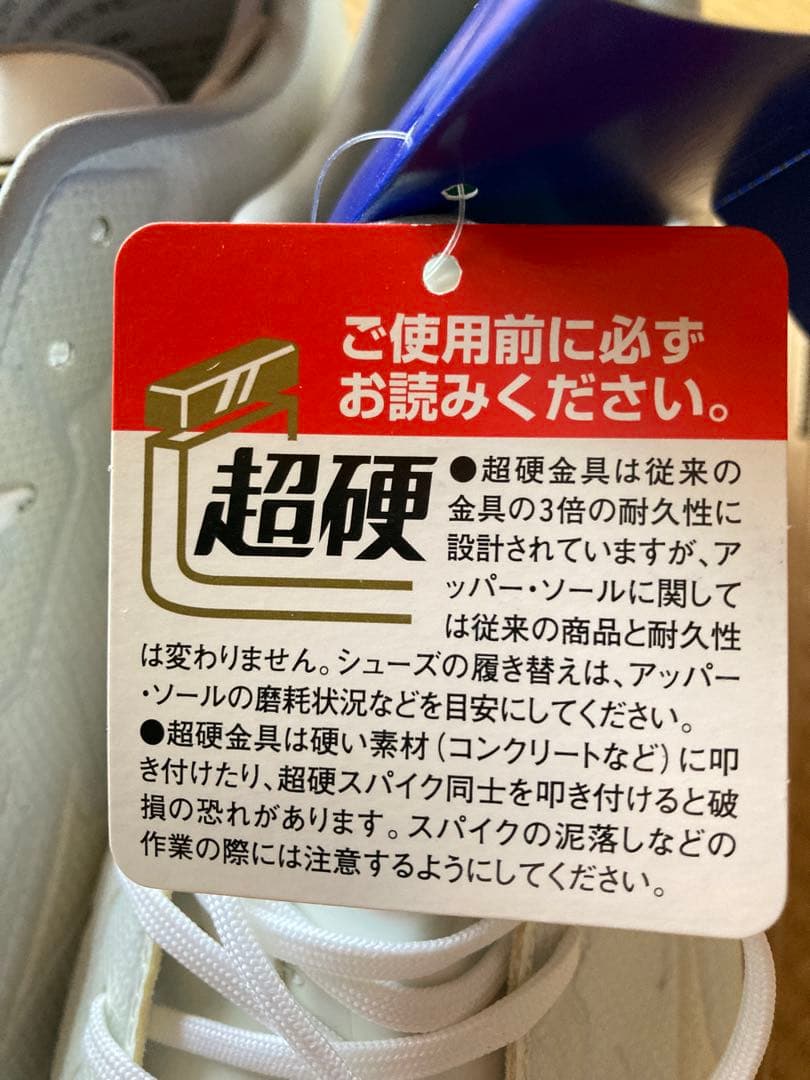 ご使用前に必ず
お読みください。
超硬
●超硬金具は従来の
金具の3倍の耐久性に
設計されていますが、ア
ッパー・ソールに関して
は従来の商品と耐久性
は変わりません。シューズの履き替えは、アッパー
・ソールの磨耗状況などを目安にしてください。
●超硬金具は硬い素材(コンクリートなど)に叩
き付けたり、超硬スパイク同士を叩き付けると破
損の恐れがあります。スパイクの泥落しなどの
作業の際には注意するようにしてください。